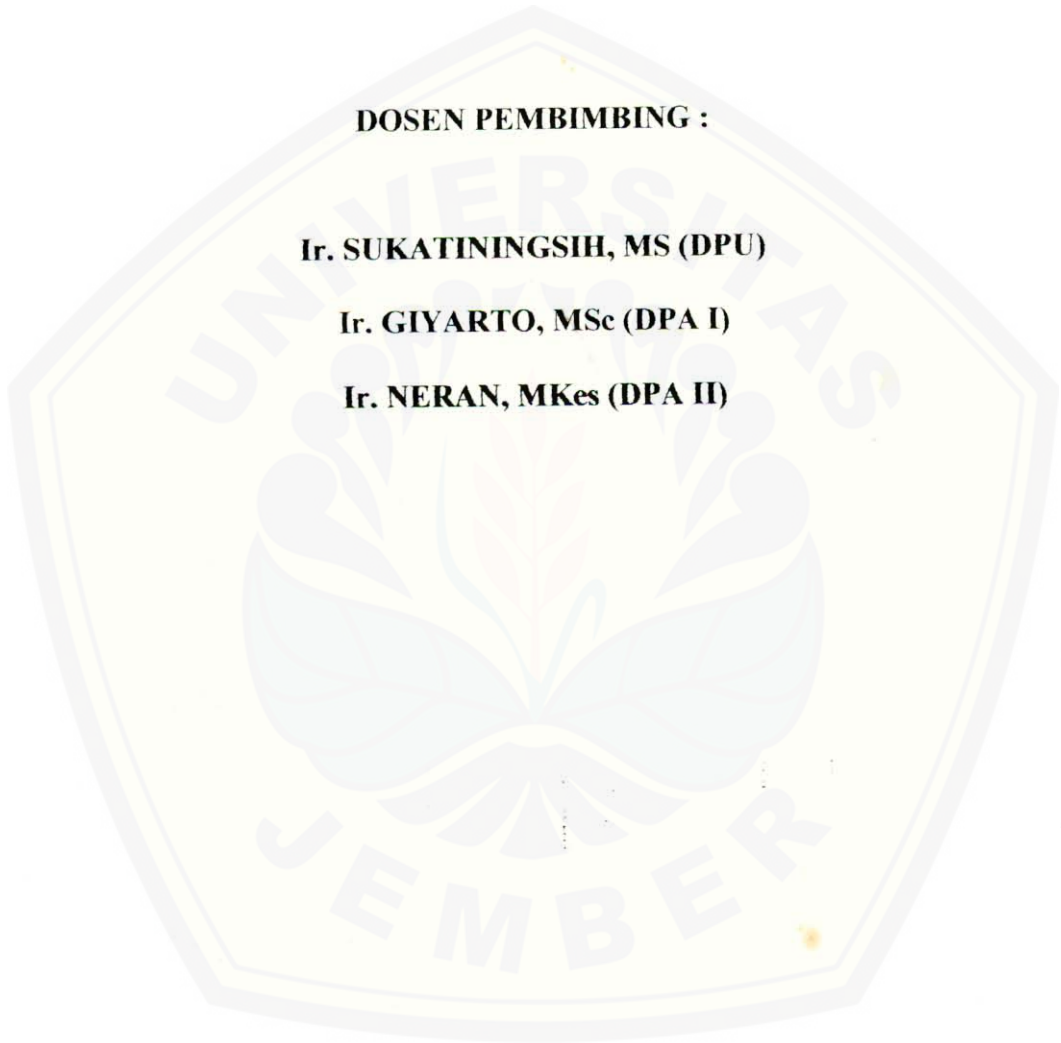 DOSEN PEMBIMBING :
Ir. SUKATININGSIH, MS (DPU)
Ir. GIYARTO, MSc (DPA I)
Ir. NERAN, MKes (DPA II)
UNIVERSITAS
JEMBER